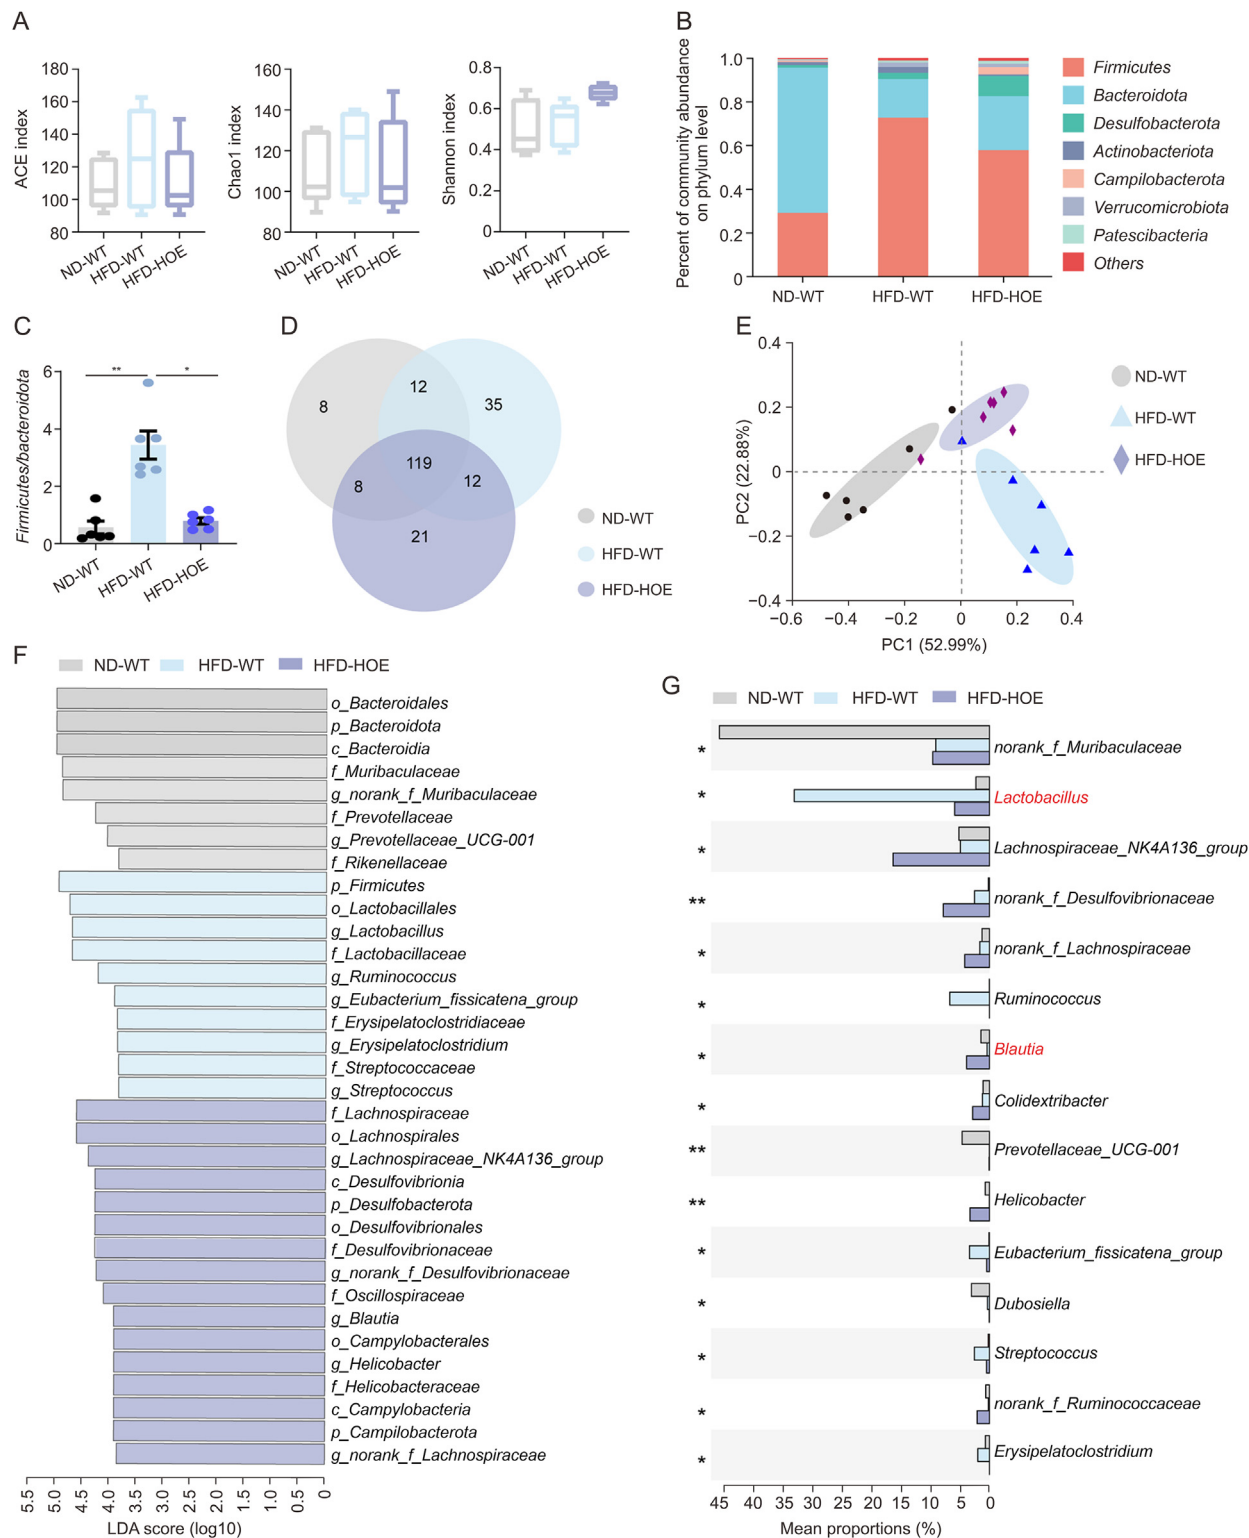 A
180
160
140
120
100
80
ACE index
ND-WT
HFD-WT
HFD-HOE
160
140
120
100
80
Chao1 index
ND-WT
HFD-WT
HFD-HOE
0.8
0.6
0.4
0.2
0
Shannon index
ND-WT
HFD-WT
HFD-HOE
B
Percent of community abundance
on phylum level
1.0
0.8
0.6
0.4
0.2
0
ND-WT
HFD-WT
HFD-HOE
Firmicutes
Bacteroidota
Desulfobacterota
Actinobacteriota
Campilobacterota
Verrucomicrobiota
Patescibacteria
Others
C
Firmicutes/bacteroidota
6
4
2
0
**
*
ND-WT
HFD-WT
HFD-HOE
D
8
12
35
119
8
12
21
ND-WT
HFD-WT
HFD-HOE
E
0.4
0.2
0
−0.2
−0.4
PC2 (22.88%)
−0.6
−0.4
−0.2
0
0.2
0.4
PC1 (52.99%)
ND-WT
HFD-WT
HFD-HOE
F
ND-WT
HFD-WT
HFD-HOE
o_Bacteroidales
p_Bacteroidota
c_Bacteroidia
f_Muribaculaceae
g_norank_f_Muribaculaceae
f_Prevotellaceae
g_Prevotellaceae_UCG-001
f_Rikenellaceae
p_Firmicutes
o_Lactobacillales
g_Lactobacillus
f_Lactobacillaceae
g_Ruminococcus
g_Eubacterium_fissicatena_group
f_Erysipelatoclostridiaceae
g_Erysipelatoclostridium
f_Streptococcaceae
g_Streptococcus
f_Lachnospiraceae
o_Lachnospirales
g_Lachnospiraceae_NK4A136_group
c_Desulfovibrionia
p_Desulfobacterota
o_Desulfovibrionales
f_Desulfovibrionaceae
g_norank_f_Desulfovibrionaceae
f_Oscillospiraceae
g_Blautia
o_Campylobacterales
g_Helicobacter
f_Helicobacteraceae
c_Campylobacteria
p_Campilobacterota
g_norank_f_Lachnospiraceae
5.5
5.0
4.5
4.0
3.5
3.0
2.5
2.0
1.5
1.0
0.5
0
LDA score (log10)
G
ND-WT
HFD-WT
HFD-HOE
* norank_f_Muribaculaceae
* Lactobacillus
* Lachnospiraceae_NK4A136_group
** norank_f_Desulfovibrionaceae
* norank_f_Lachnospiraceae
* Ruminococcus
* Blautia
* Colidextribacter
** Prevotellaceae_UCG-001
** Helicobacter
* Eubacterium_fissicatena_group
* Dubosiella
* Streptococcus
* norank_f_Ruminococcaceae
* Erysipelatoclostridium
45 40 35 30 25 20 15 10 5 0
Mean proportions (%)